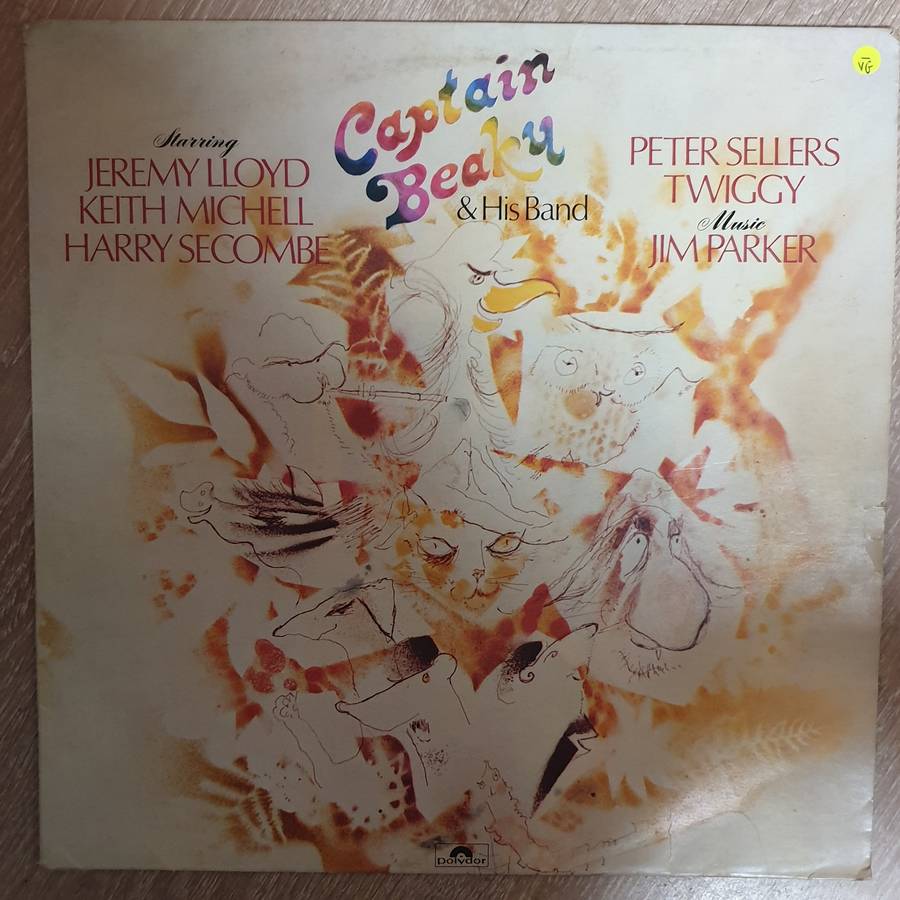 Captain
Beaky
& His Band
Starring
JEREMY LLOYD
KEITH MICHELL
HARRY SECOMBE
PETER SELLERS
TWIGGY
Music
JIM PARKER
VG
Polydor